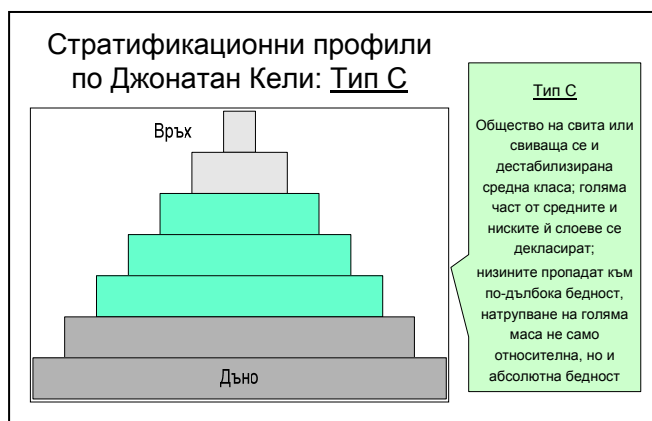 Стратификационни профили
по Джонатан Кели: Тип С
Връх
Дъно
Тип С
Общество на свита или
свиваща се и
дестабилизирана
средна класа; голяма
част от средните и
ниските й слоеве се
декласират;
низините пропадат към
по-дълбока бедност,
натрупване на голяма
маса не само
относителна, но и
абсолютна бедност